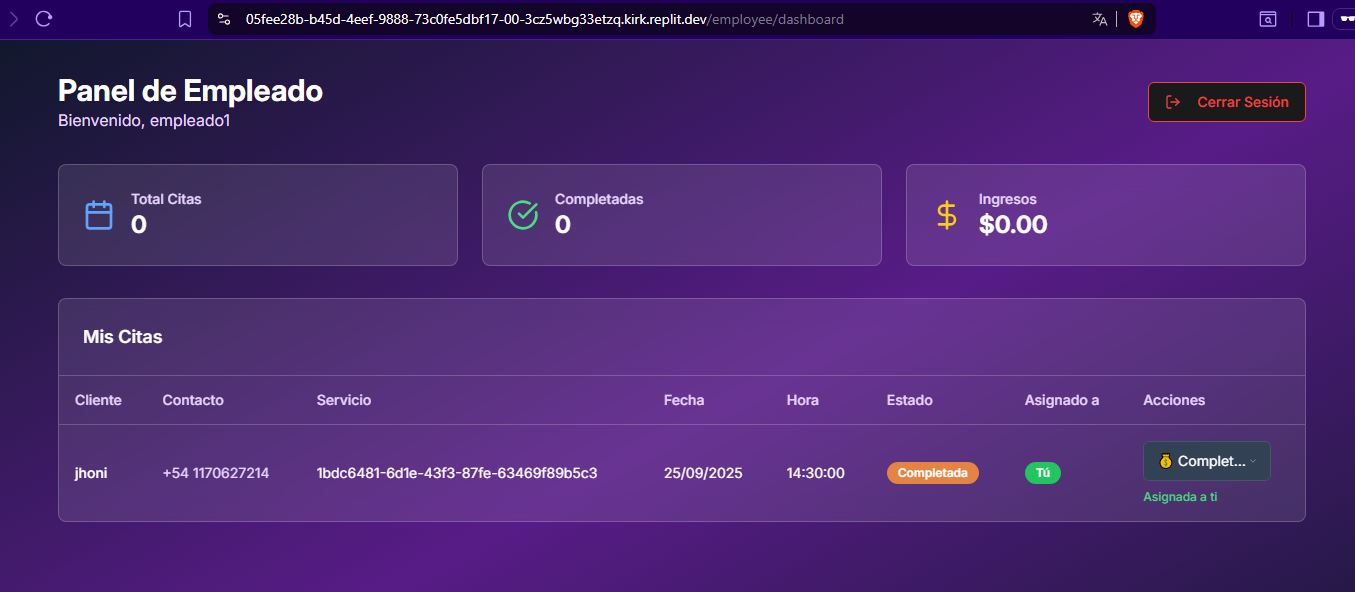 05fee28b-b45d-4eef-9888-73c0fe5dbf17-00-3cz5wbg33etzq.kirk.replit.dev/employee/dashboard
Panel de Empleado
Bienvenido, empleado1
Cerrar Sesión
Total Citas
0
Completadas
0
Ingresos
$0.00
Mis Citas
Cliente Contacto Servicio Fecha Hora Estado Asignado a Acciones
jhoni +54 1170627214 1bdc6481-6d1e-43f3-87fe-63469f89b5c3 25/09/2025 14:30:00 Completada Tú 💰 Complet...
Asignada a ti